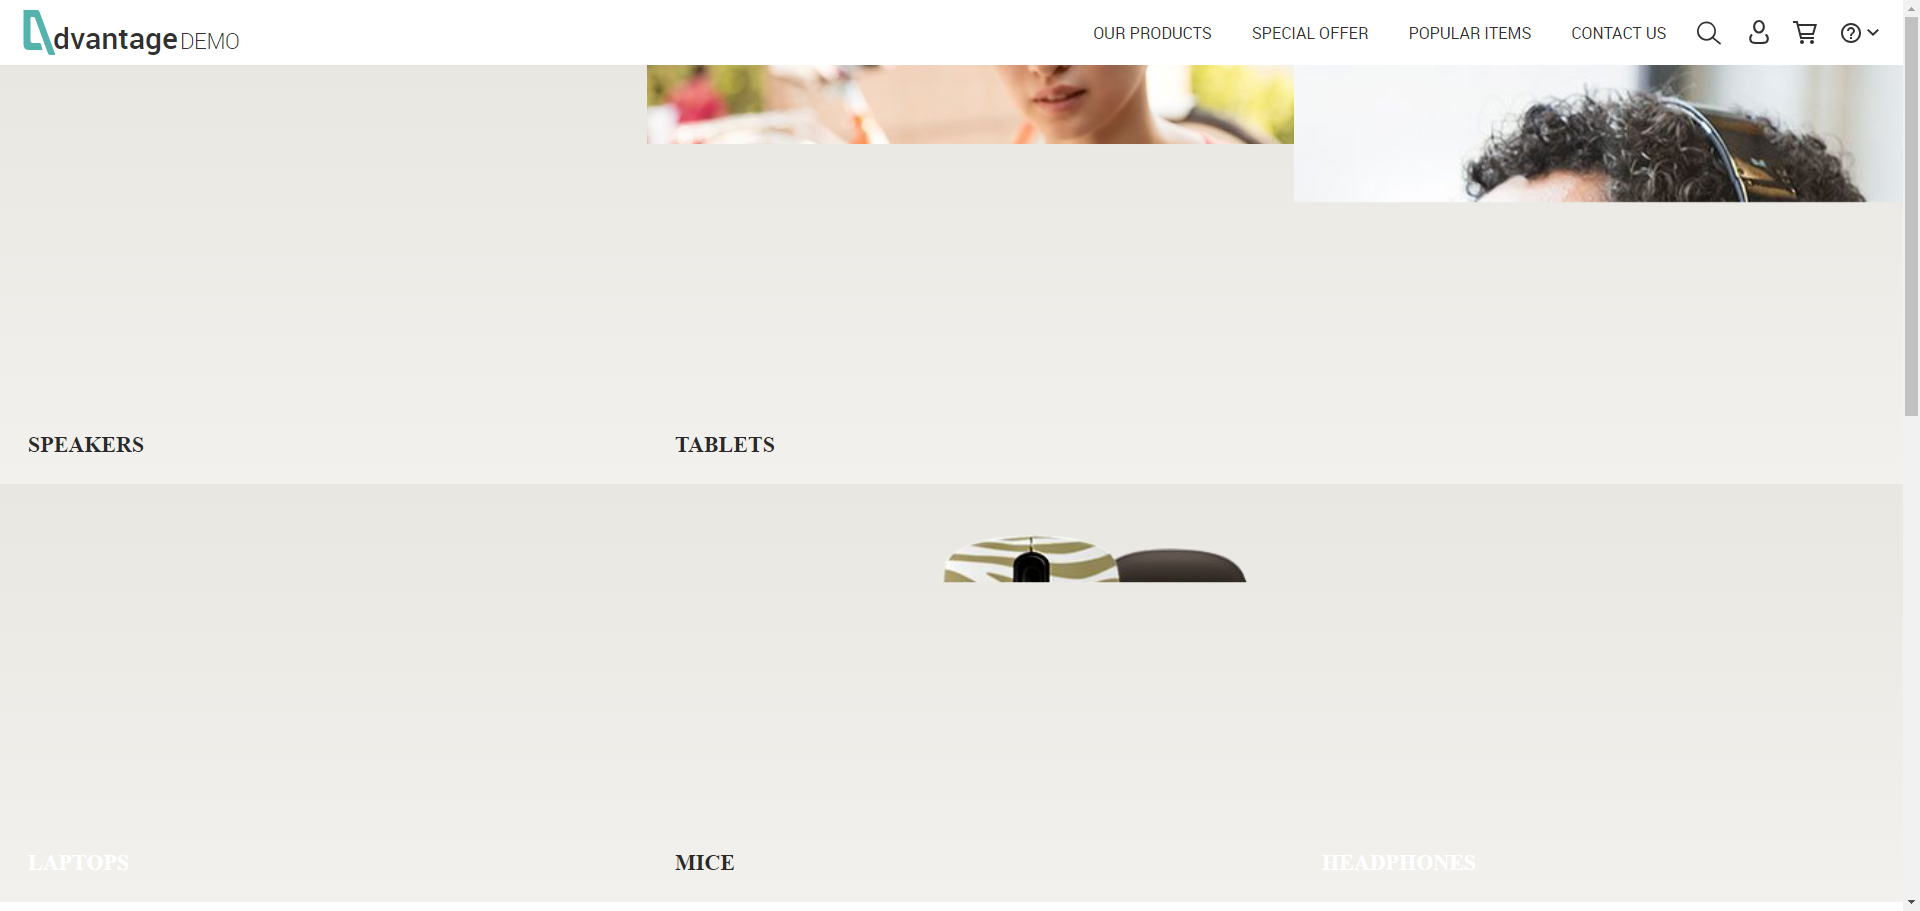 dvantage DEMO
OUR PRODUCTS SPECIAL OFFER POPULAR ITEMS CONTACT US
SPEAKERS
TABLETS
LAPTOPS
MICE
HEADPHONES